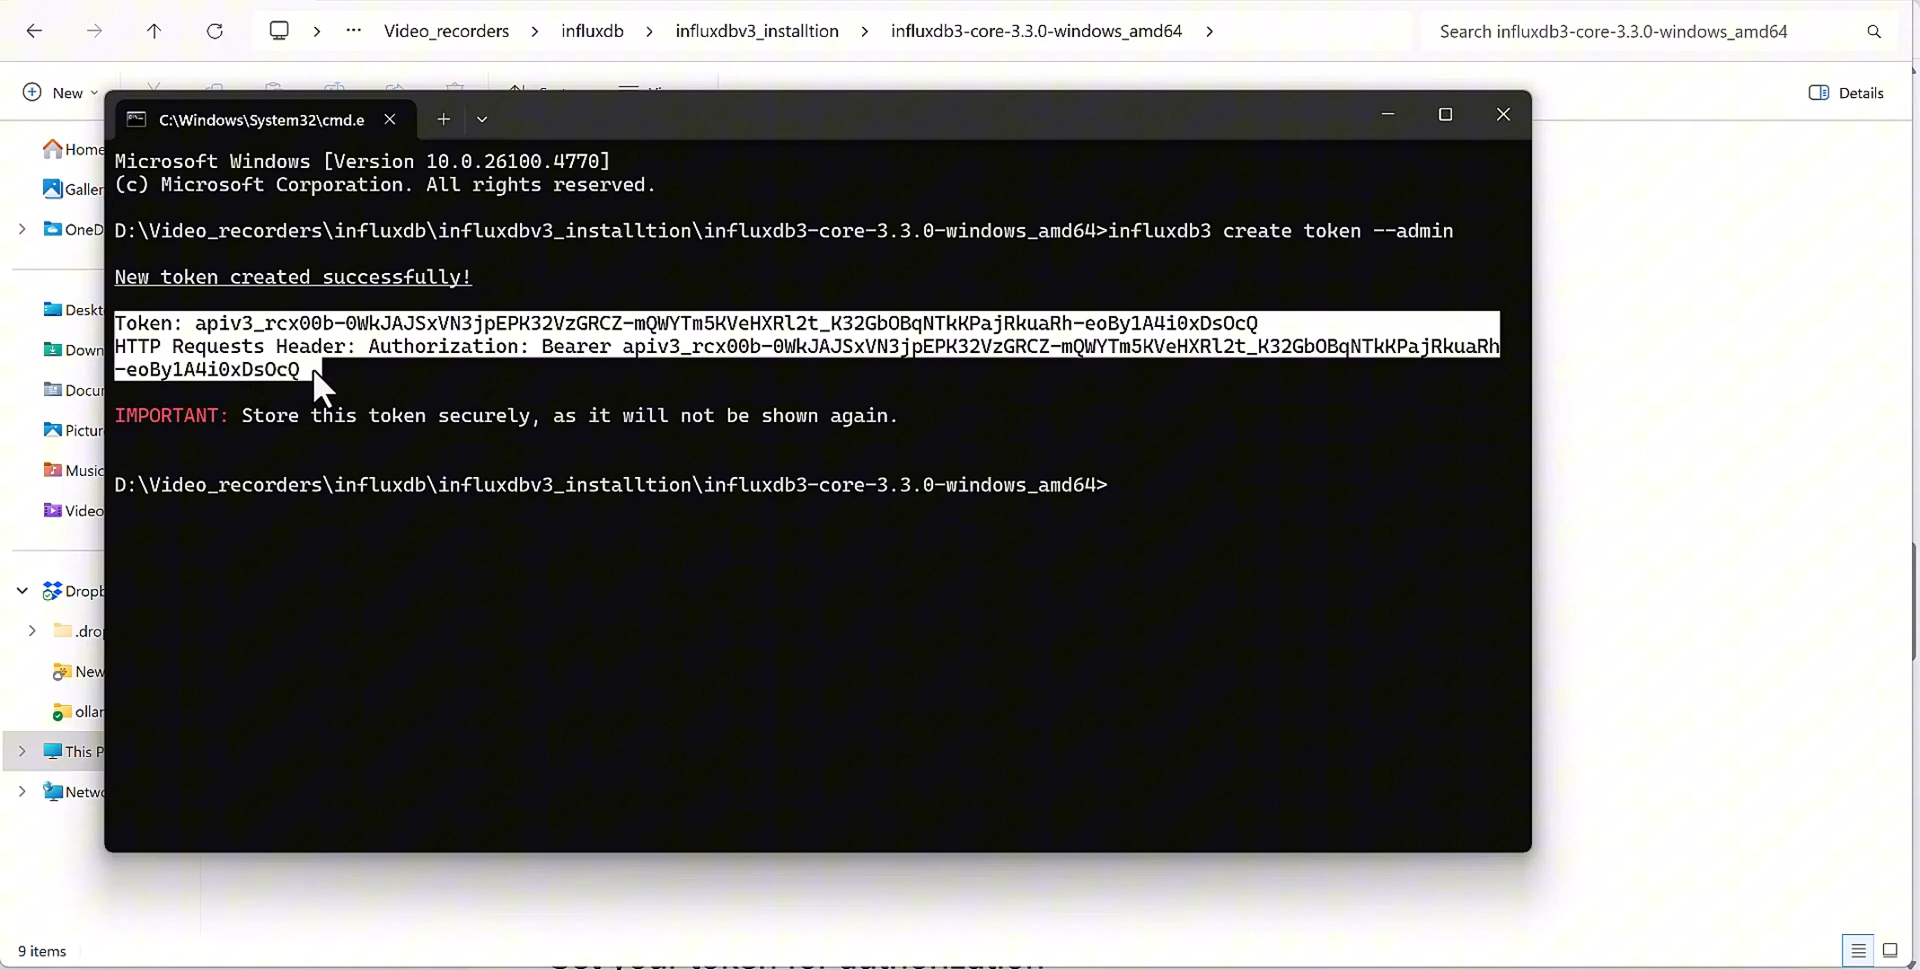 Video_recorders
influxdb
influxdbv3_installtion
influxdb3-core-3.3.0-windows_amd64
Search influxdb3-core-3.3.0-windows_amd64
New
Details
C:\Windows\System32\cmd.e
Microsoft Windows [Version 10.0.26100.4770]
(c) Microsoft Corporation. All rights reserved.
D:\Video_recorders\influxdb\influxdbv3_installtion\influxdb3-core-3.3.0-windows_amd64>influxdb3 create token --admin
New token created successfully!
Token: apiv3_rcx00b-0WkJAJSxVN3jpEPK32VzGRCZ-mQWYTm5KVeHXRl2t_K32GbOBqNTkKPajRkuaRh-eoBy1A4i0xDsOcQ
HTTP Requests Header: Authorization: Bearer apiv3_rcx00b-0WkJAJSxVN3jpEPK32VzGRCZ-mQWYTm5KVeHXRl2t_K32GbOBqNTkKPajRkuaRh
-eoBy1A4i0xDsOcQ
IMPORTANT: Store this token securely, as it will not be shown again.
D:\Video_recorders\influxdb\influxdbv3_installtion\influxdb3-core-3.3.0-windows_amd64>
Home
Galler
OneD
Deskt
Down
Docum
Pictur
Music
Video
Dropb
.drop
New
ollar
This P
Netwo
9 items